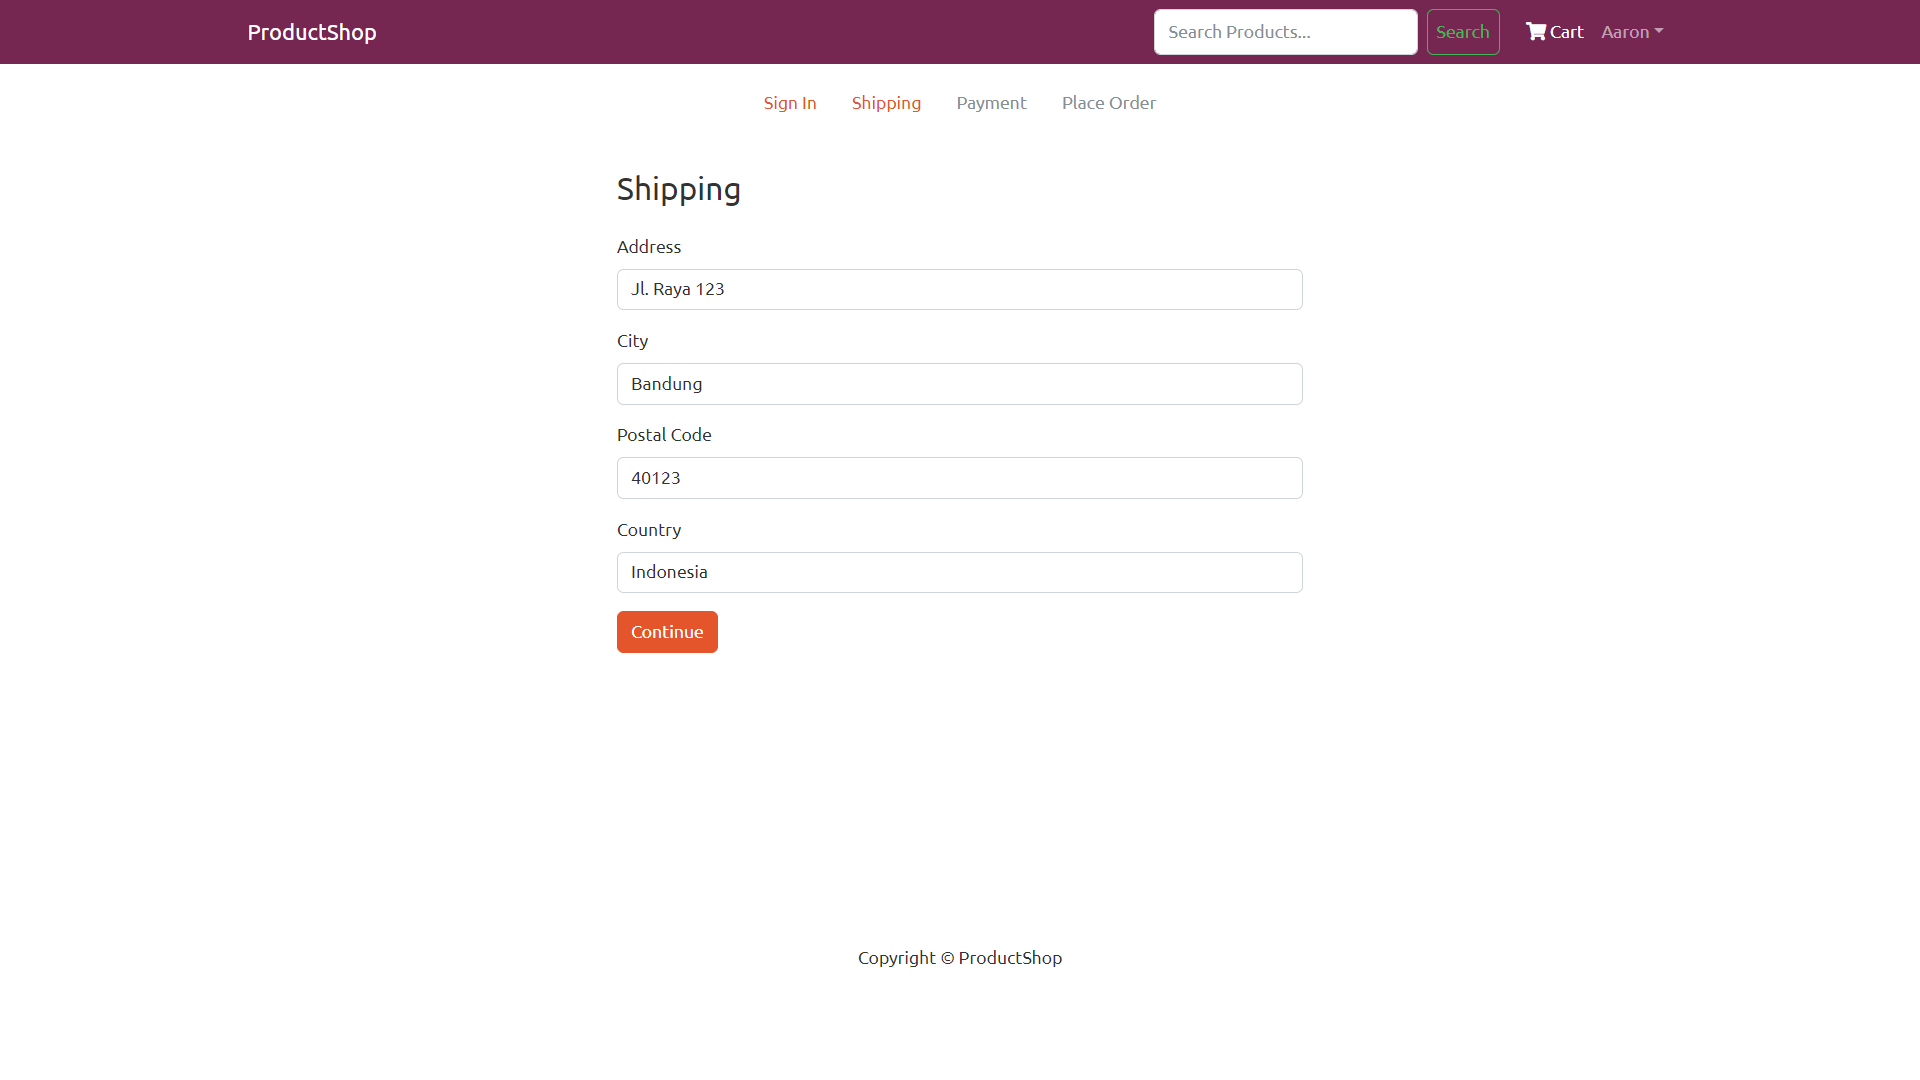 ProductShop Search Products... Search Cart Aaron
Sign In Shipping Payment Place Order
Shipping
Address
Jl. Raya 123
City
Bandung
Postal Code
40123
Country
Indonesia
Continue
Copyright © ProductShop